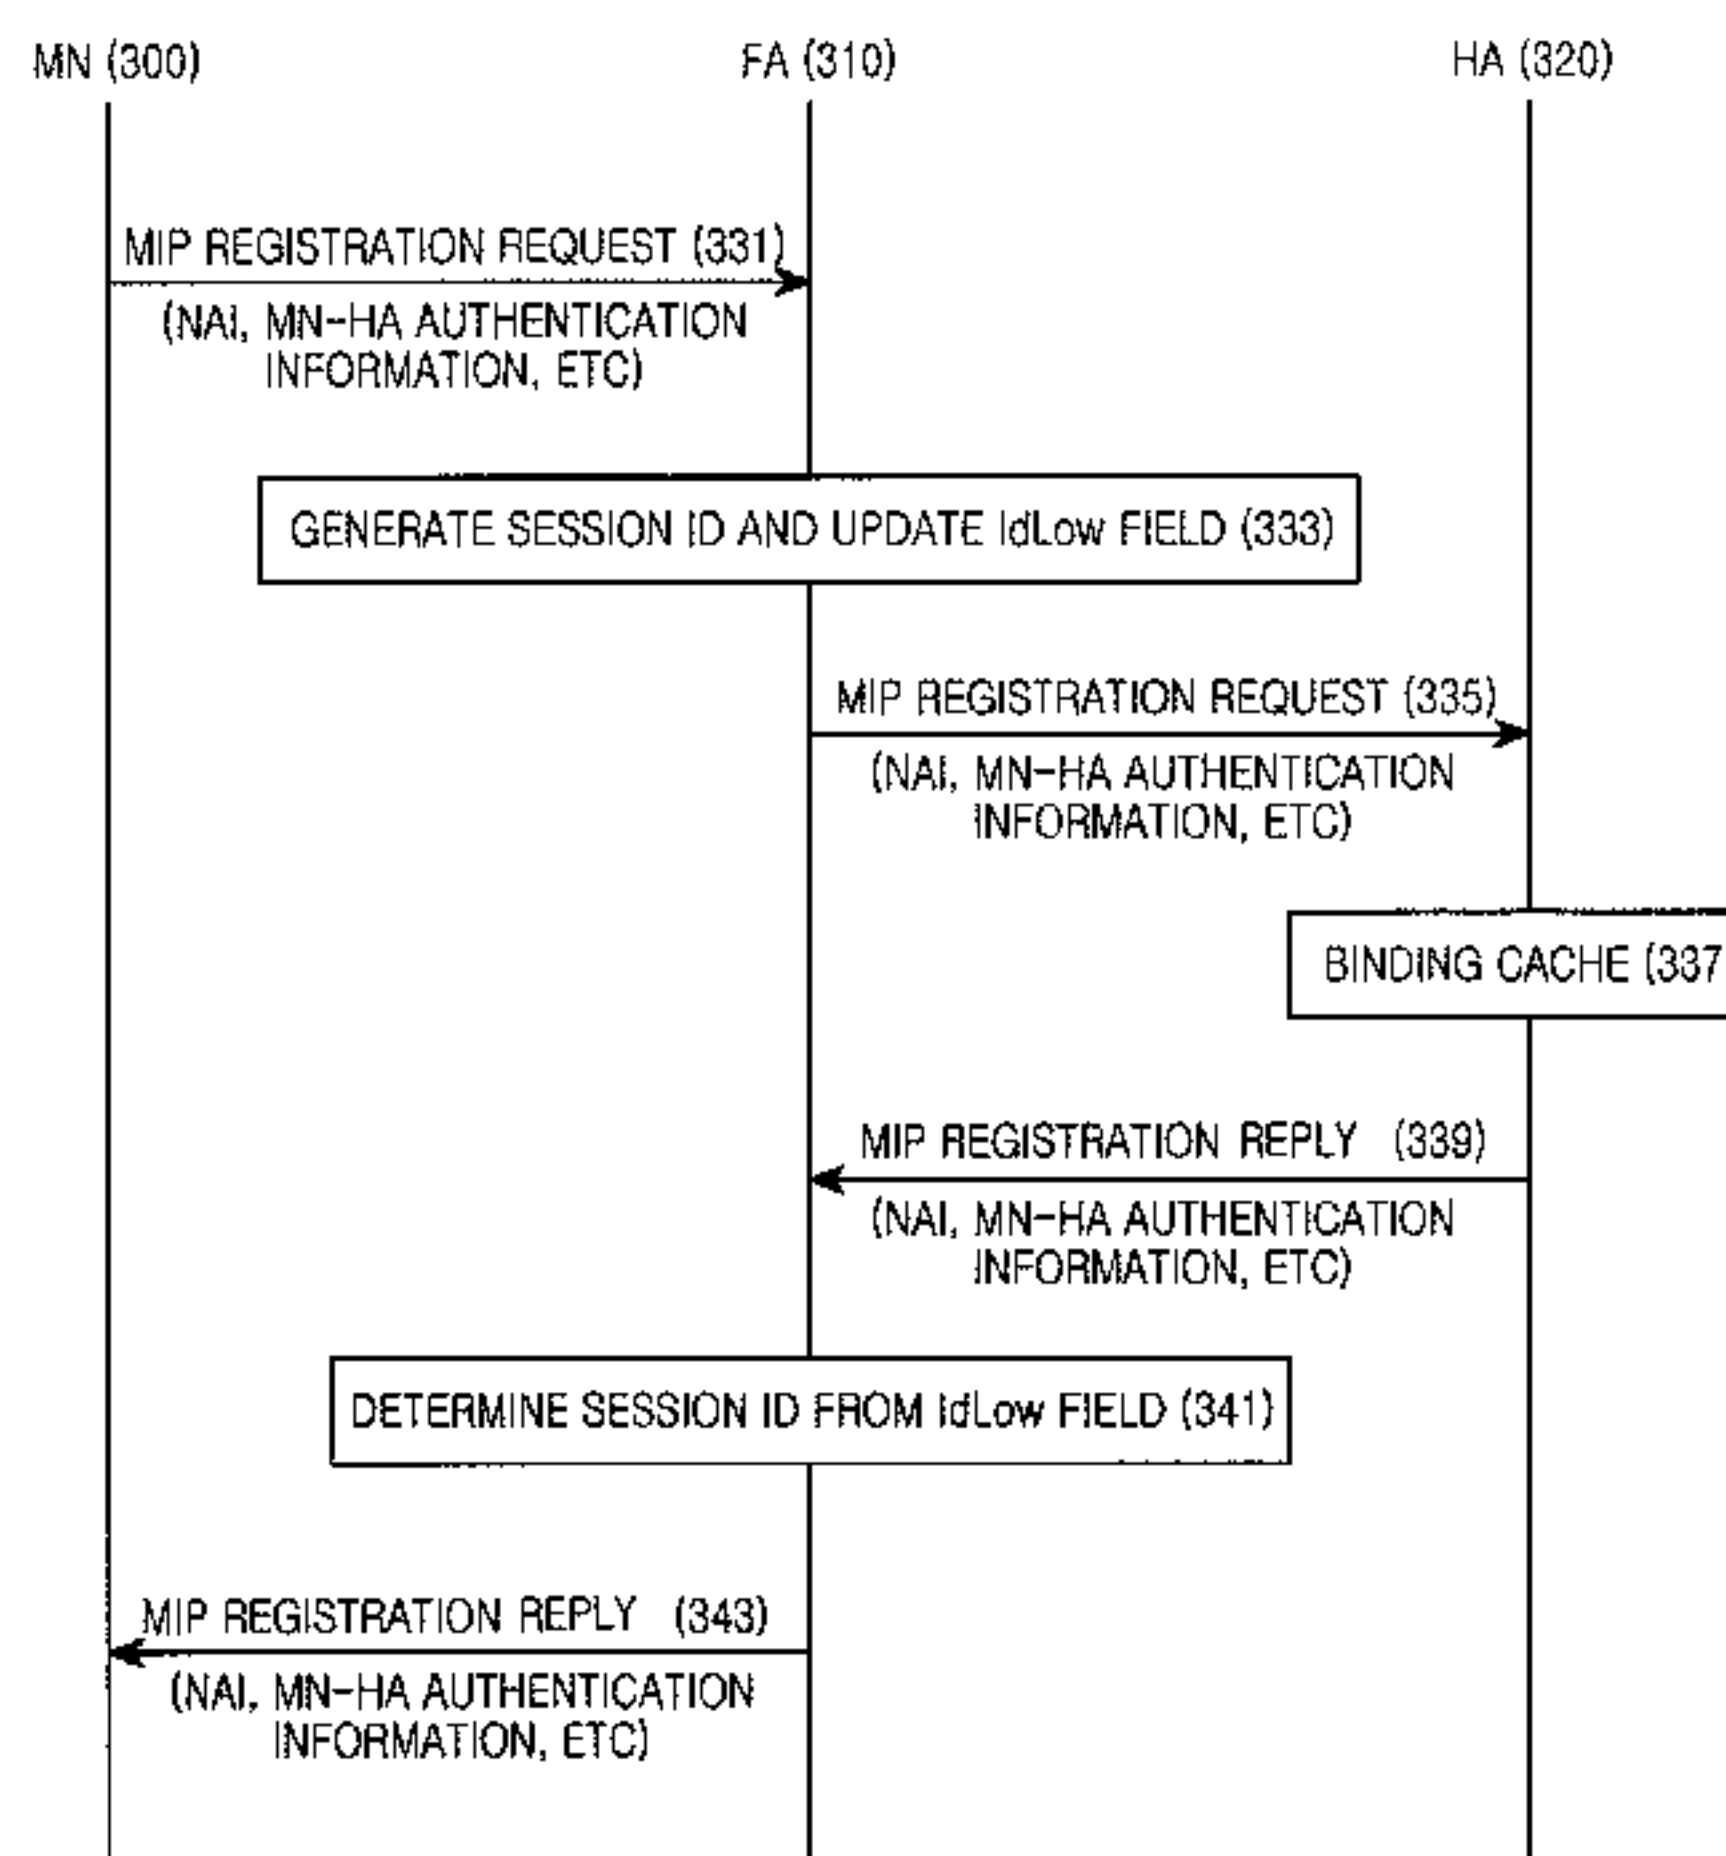 MN (300) FA (310) HA (320)
MIP REGISTRATION REQUEST (331)
(NAI, MN-HA AUTHENTICATION
INFORMATION, ETC)
GENERATE SESSION ID AND UPDATE IdLow FIELD (333)
MIP REGISTRATION REQUEST (335)
(NAI, MN-HA AUTHENTICATION
INFORMATION, ETC)
BINDING CACHE (337
MIP REGISTRATION REPLY (339)
(NAI, MN-HA AUTHENTICATION
INFORMATION, ETC)
DETERMINE SESSION ID FROM IdLow FIELD (341)
MIP REGISTRATION REPLY (343)
(NAI, MN-HA AUTHENTICATION
INFORMATION, ETC)